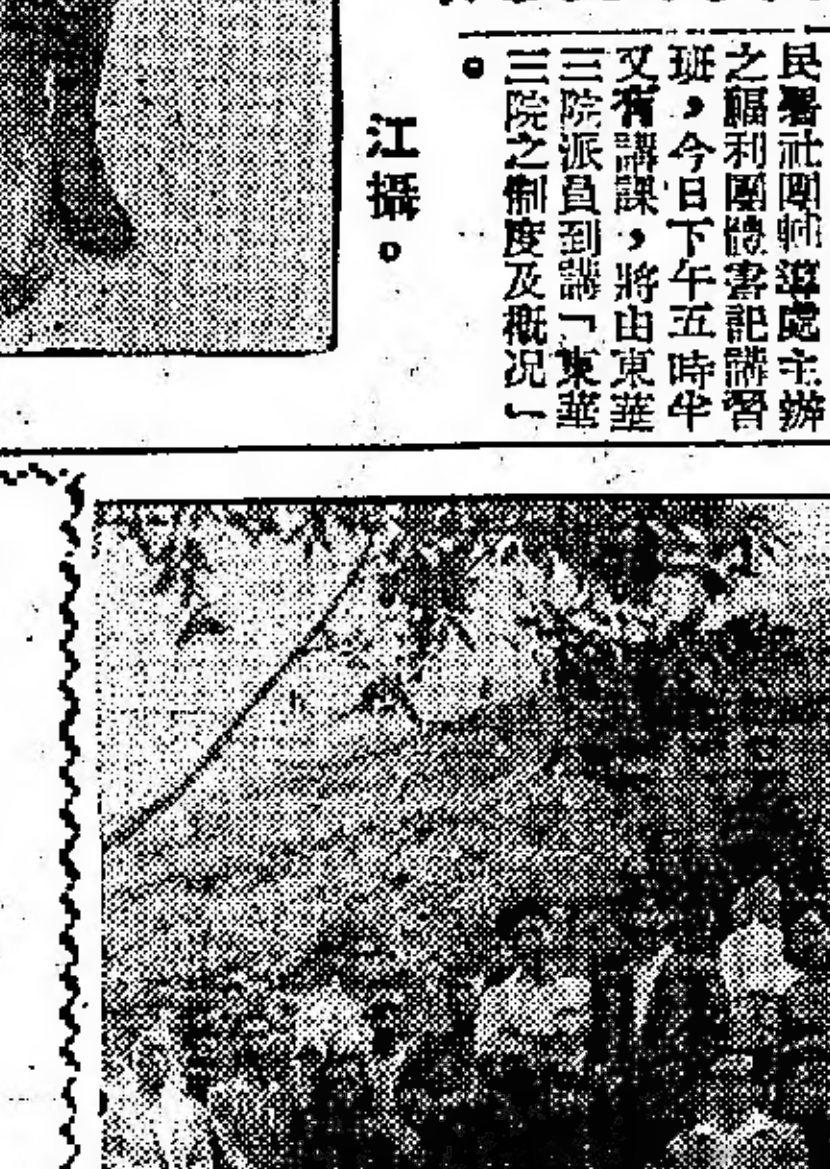 民署社團輔導處主辦
之福利團體書記講習
班，今日下午五時半
又有講課，將由東華
三院派員到講「東華
三院之制度及概况」
。
江攝。